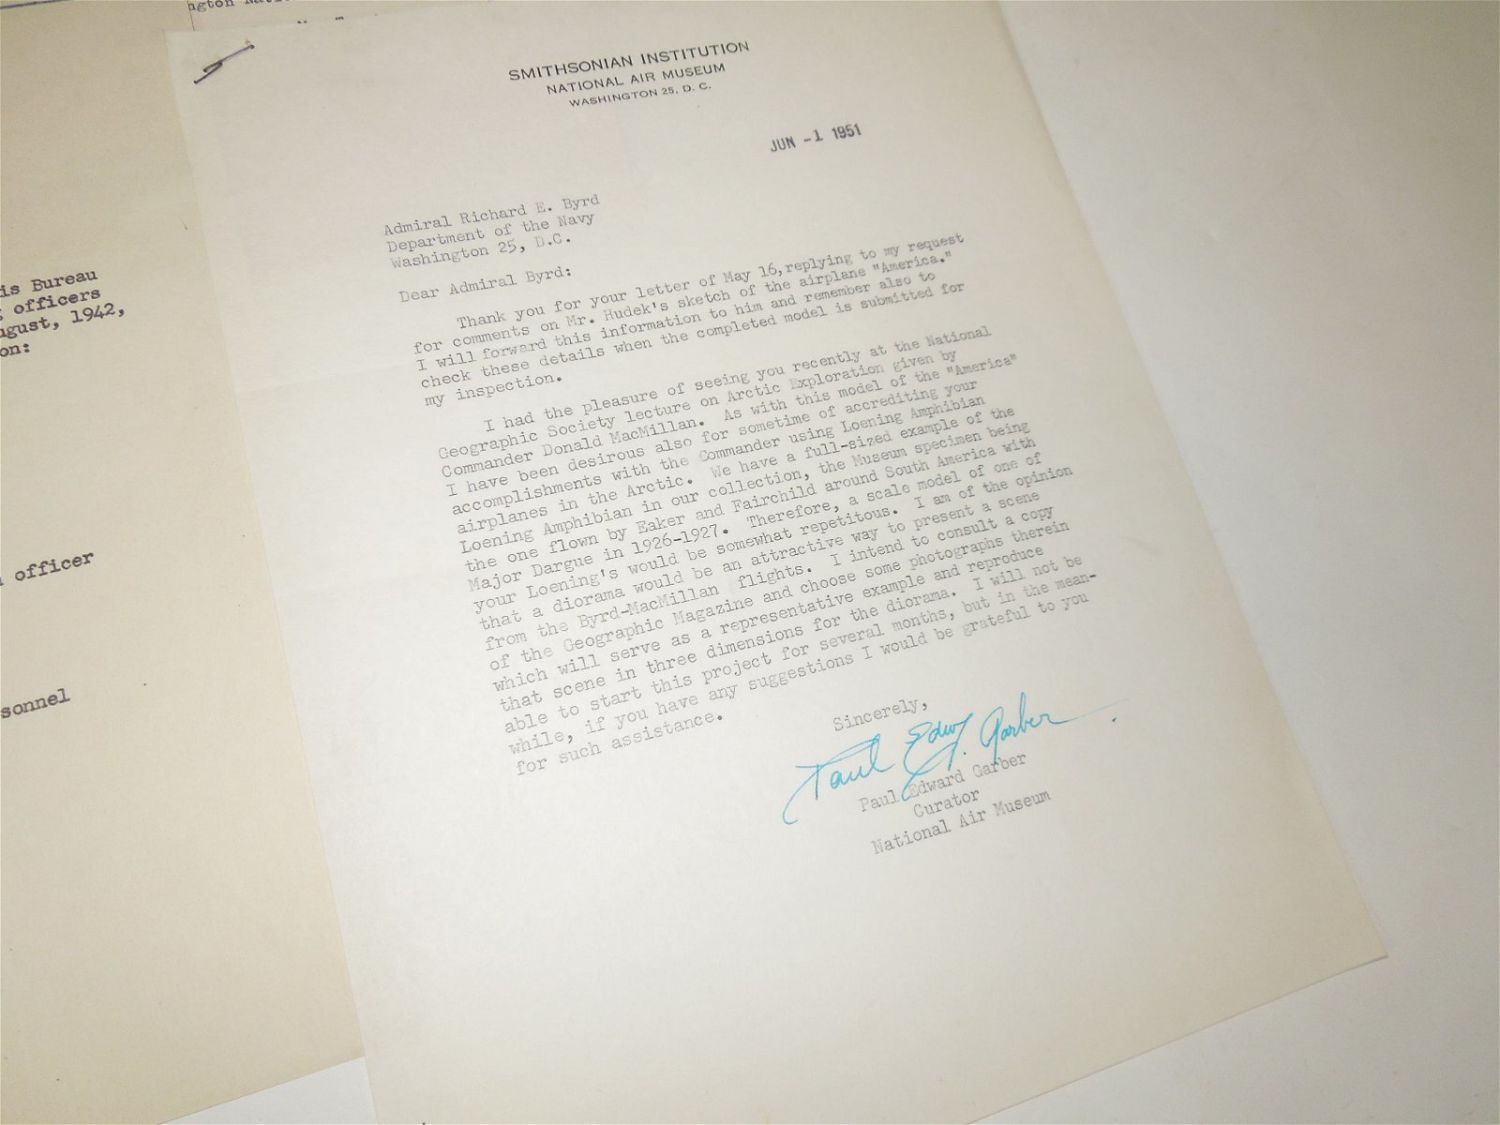 SMITHSONIAN INSTITUTION
NATIONAL AIR MUSEUM
WASHINGTON 25, D. C.
JUN -1 1951
Admiral Richard E. Byrd
Department of the Navy
Washington 25, D.C.
Dear Admiral Byrd:
Thank you for your letter of May 16, replying to my request
for comments on Mr. Hudek's sketch of the airplane "America."
I will forward this information to him and remember also to
check these details when the completed model is submitted for
my inspection.
I had the pleasure of seeing you recently at the National
Geographic Society lecture on Arctic Exploration given by
Commander Donald MacMillan. As with this model of the "America"
I have been desirous also for sometime of accrediting your
accomplishments with the Commander using Loening Amphibian
airplanes in the Arctic. We have a full-sized example of the
Loening Amphibian in our collection, the Museum specimen being
the one flown by Eaker and Fairchild around South America with
Major Dargue in 1926-1927. Therefore, a scale model of one of
your Loening's would be somewhat repetitous. I am of the opinion
that a diorama would be an attractive way to present a scene
from the Byrd-MacMillan flights. I intend to consult a copy
of the Geographic Magazine and choose some photographs therein
which will serve as a representative example and reproduce
that scene in three dimensions for the diorama. I will not be
able to start this project for several months, but in the mean-
while, if you have any suggestions I would be grateful to you
for such assistance.
Sincerely,
Paul Edw. Garber
Paul Edward Garber
Curator
National Air Museum
is Bureau
officers
ugust, 1942,
on:
officer
sonnel